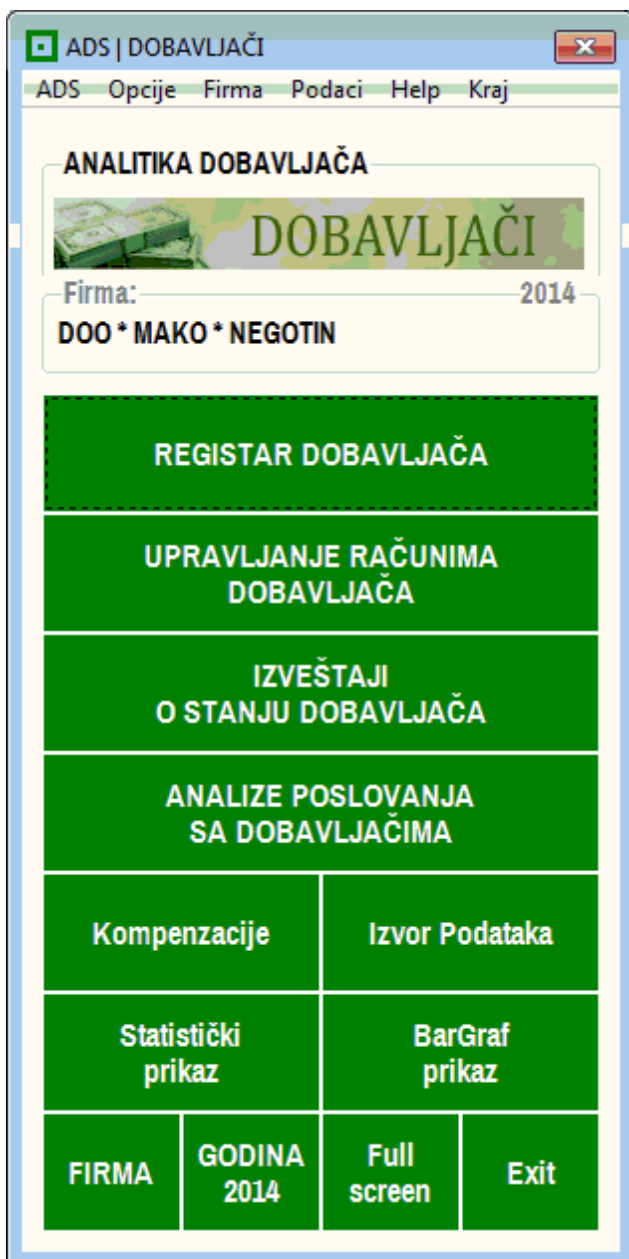 ADS | DOBAVLJAČI
ADS Opcije Firma Podaci Help Kraj
ANALITIKA DOBAVLJAČA
DOBAVLJAČI
Firma: 2014
DOO * MAKO * NEGOTIN
REGISTAR DOBAVLJAČA
UPRAVLJANJE RAČUNIMA
DOBAVLJAČA
IZVEŠTAJI
O STANJU DOBAVLJAČA
ANALIZE POSLOVANJA
SA DOBAVLJAČIMA
Kompenzacije
Izvor Podataka
Statistički
prikaz
BarGraf
prikaz
FIRMA
GODINA
2014
Full
screen
Exit